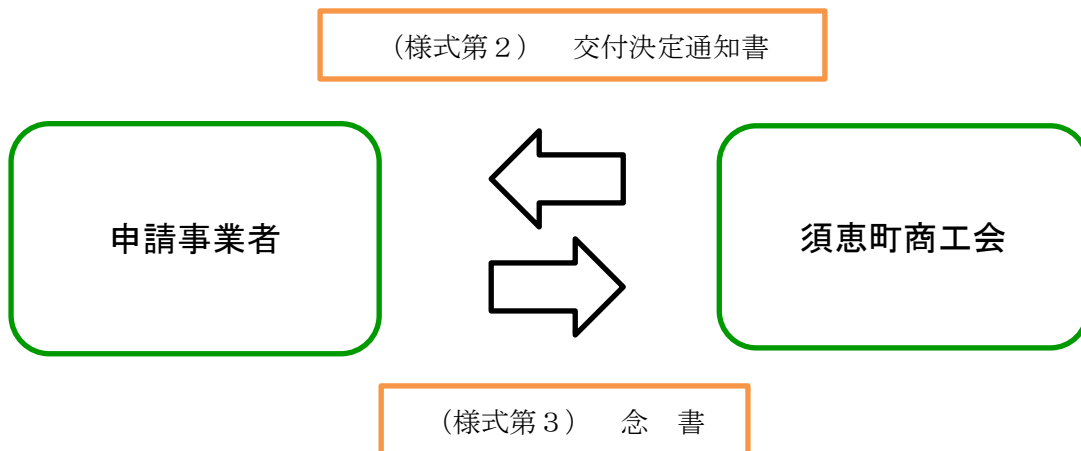 （様式第２）　交付決定通知書
申請事業者
須恵町商工会
（様式第３）　念　書